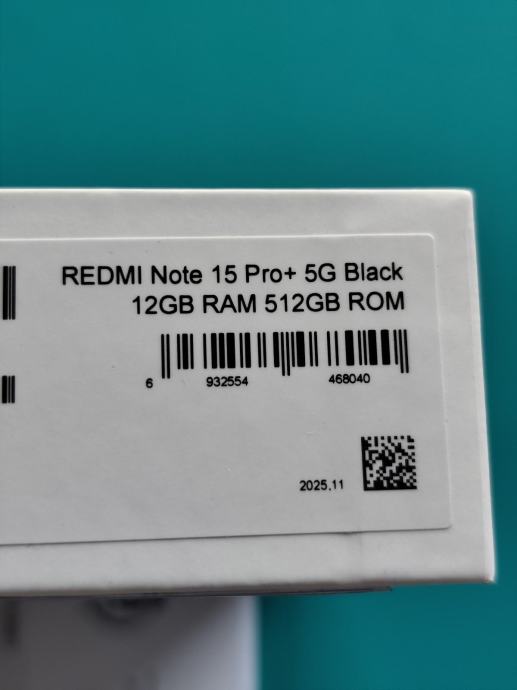 REDMI Note 15 Pro+ 5G Black
12GB RAM 512GB ROM
6 932554 468040
2025.11